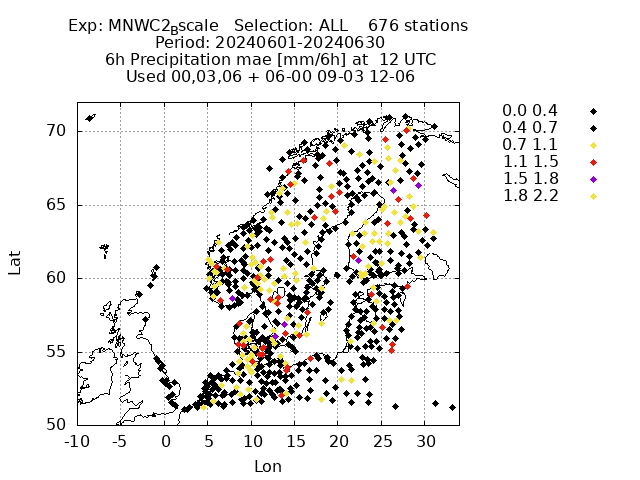 Exp: MNWC2_Bscale   Selection: ALL    676 stations
Period: 20240601-20240630
6h Precipitation mae [mm/6h] at  12 UTC
Used 00,03,06 + 06-00 09-03 12-06
0.0 0.4
0.4 0.7
0.7 1.1
1.1 1.5
1.5 1.8
1.8 2.2
70
65
60
55
50
Lat
-10 -5 0 5 10 15 20 25 30
Lon